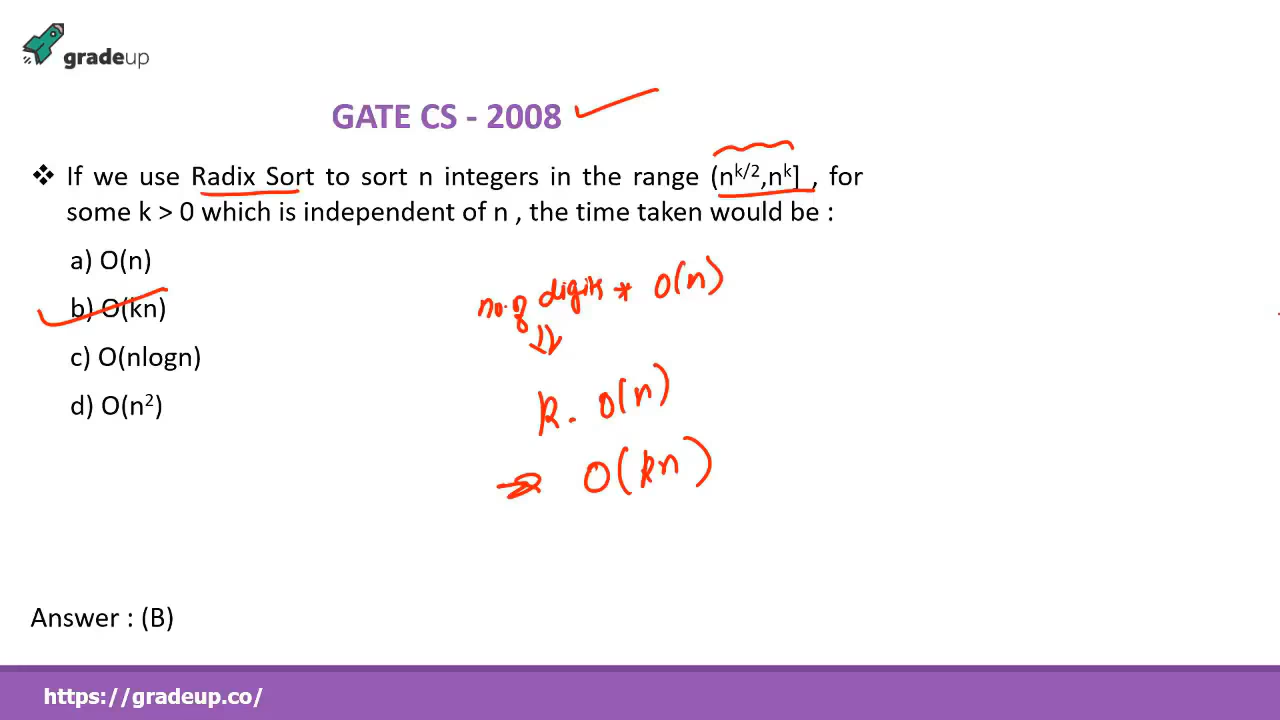 gradeup
GATE CS - 2008
❖ If we use Radix Sort to sort n integers in the range (n^{k/2},n^k] , for
some k > 0 which is independent of n , the time taken would be :
a) O(n)
b) O(kn)
c) O(nlogn)
d) O(n²)
no. of digits * O(n)
k. O(n)
O(kn)
Answer : (B)
https://gradeup.co/